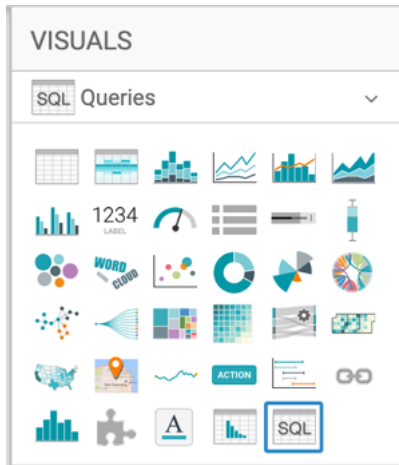 VISUALS
SQL Queries
1234
LABEL
WORD
CLOUD
ACTION
A
SQL